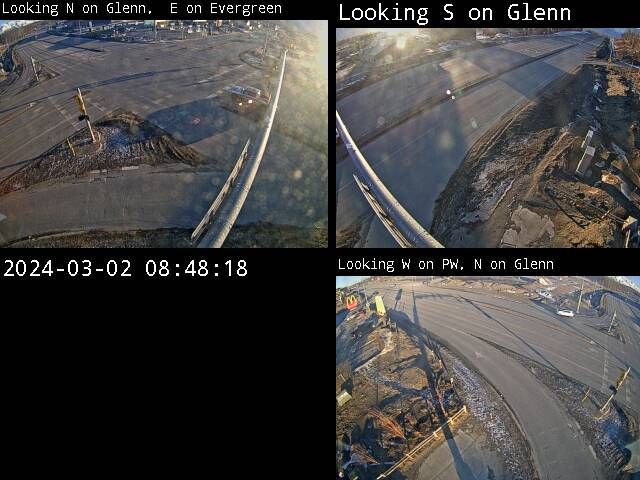 Looking N on Glenn,  E on Evergreen
Looking S on Glenn
2024-03-02 08:48:18
Looking W on PW, N on Glenn